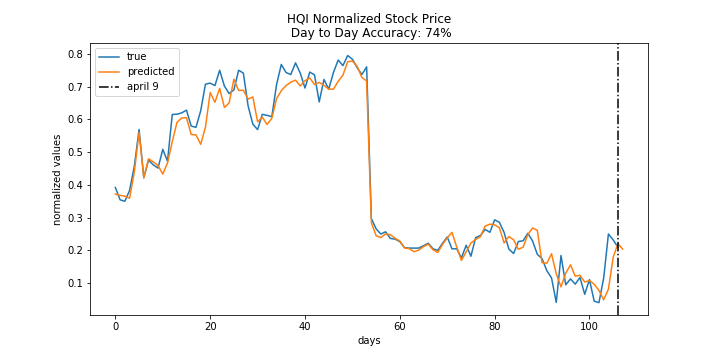 HQI Normalized Stock Price
Day to Day Accuracy: 74%
true
predicted
april 9
normalized values
0.8
0.7
0.6
0.5
0.4
0.3
0.2
0.1
0
20
40
60
80
100
days